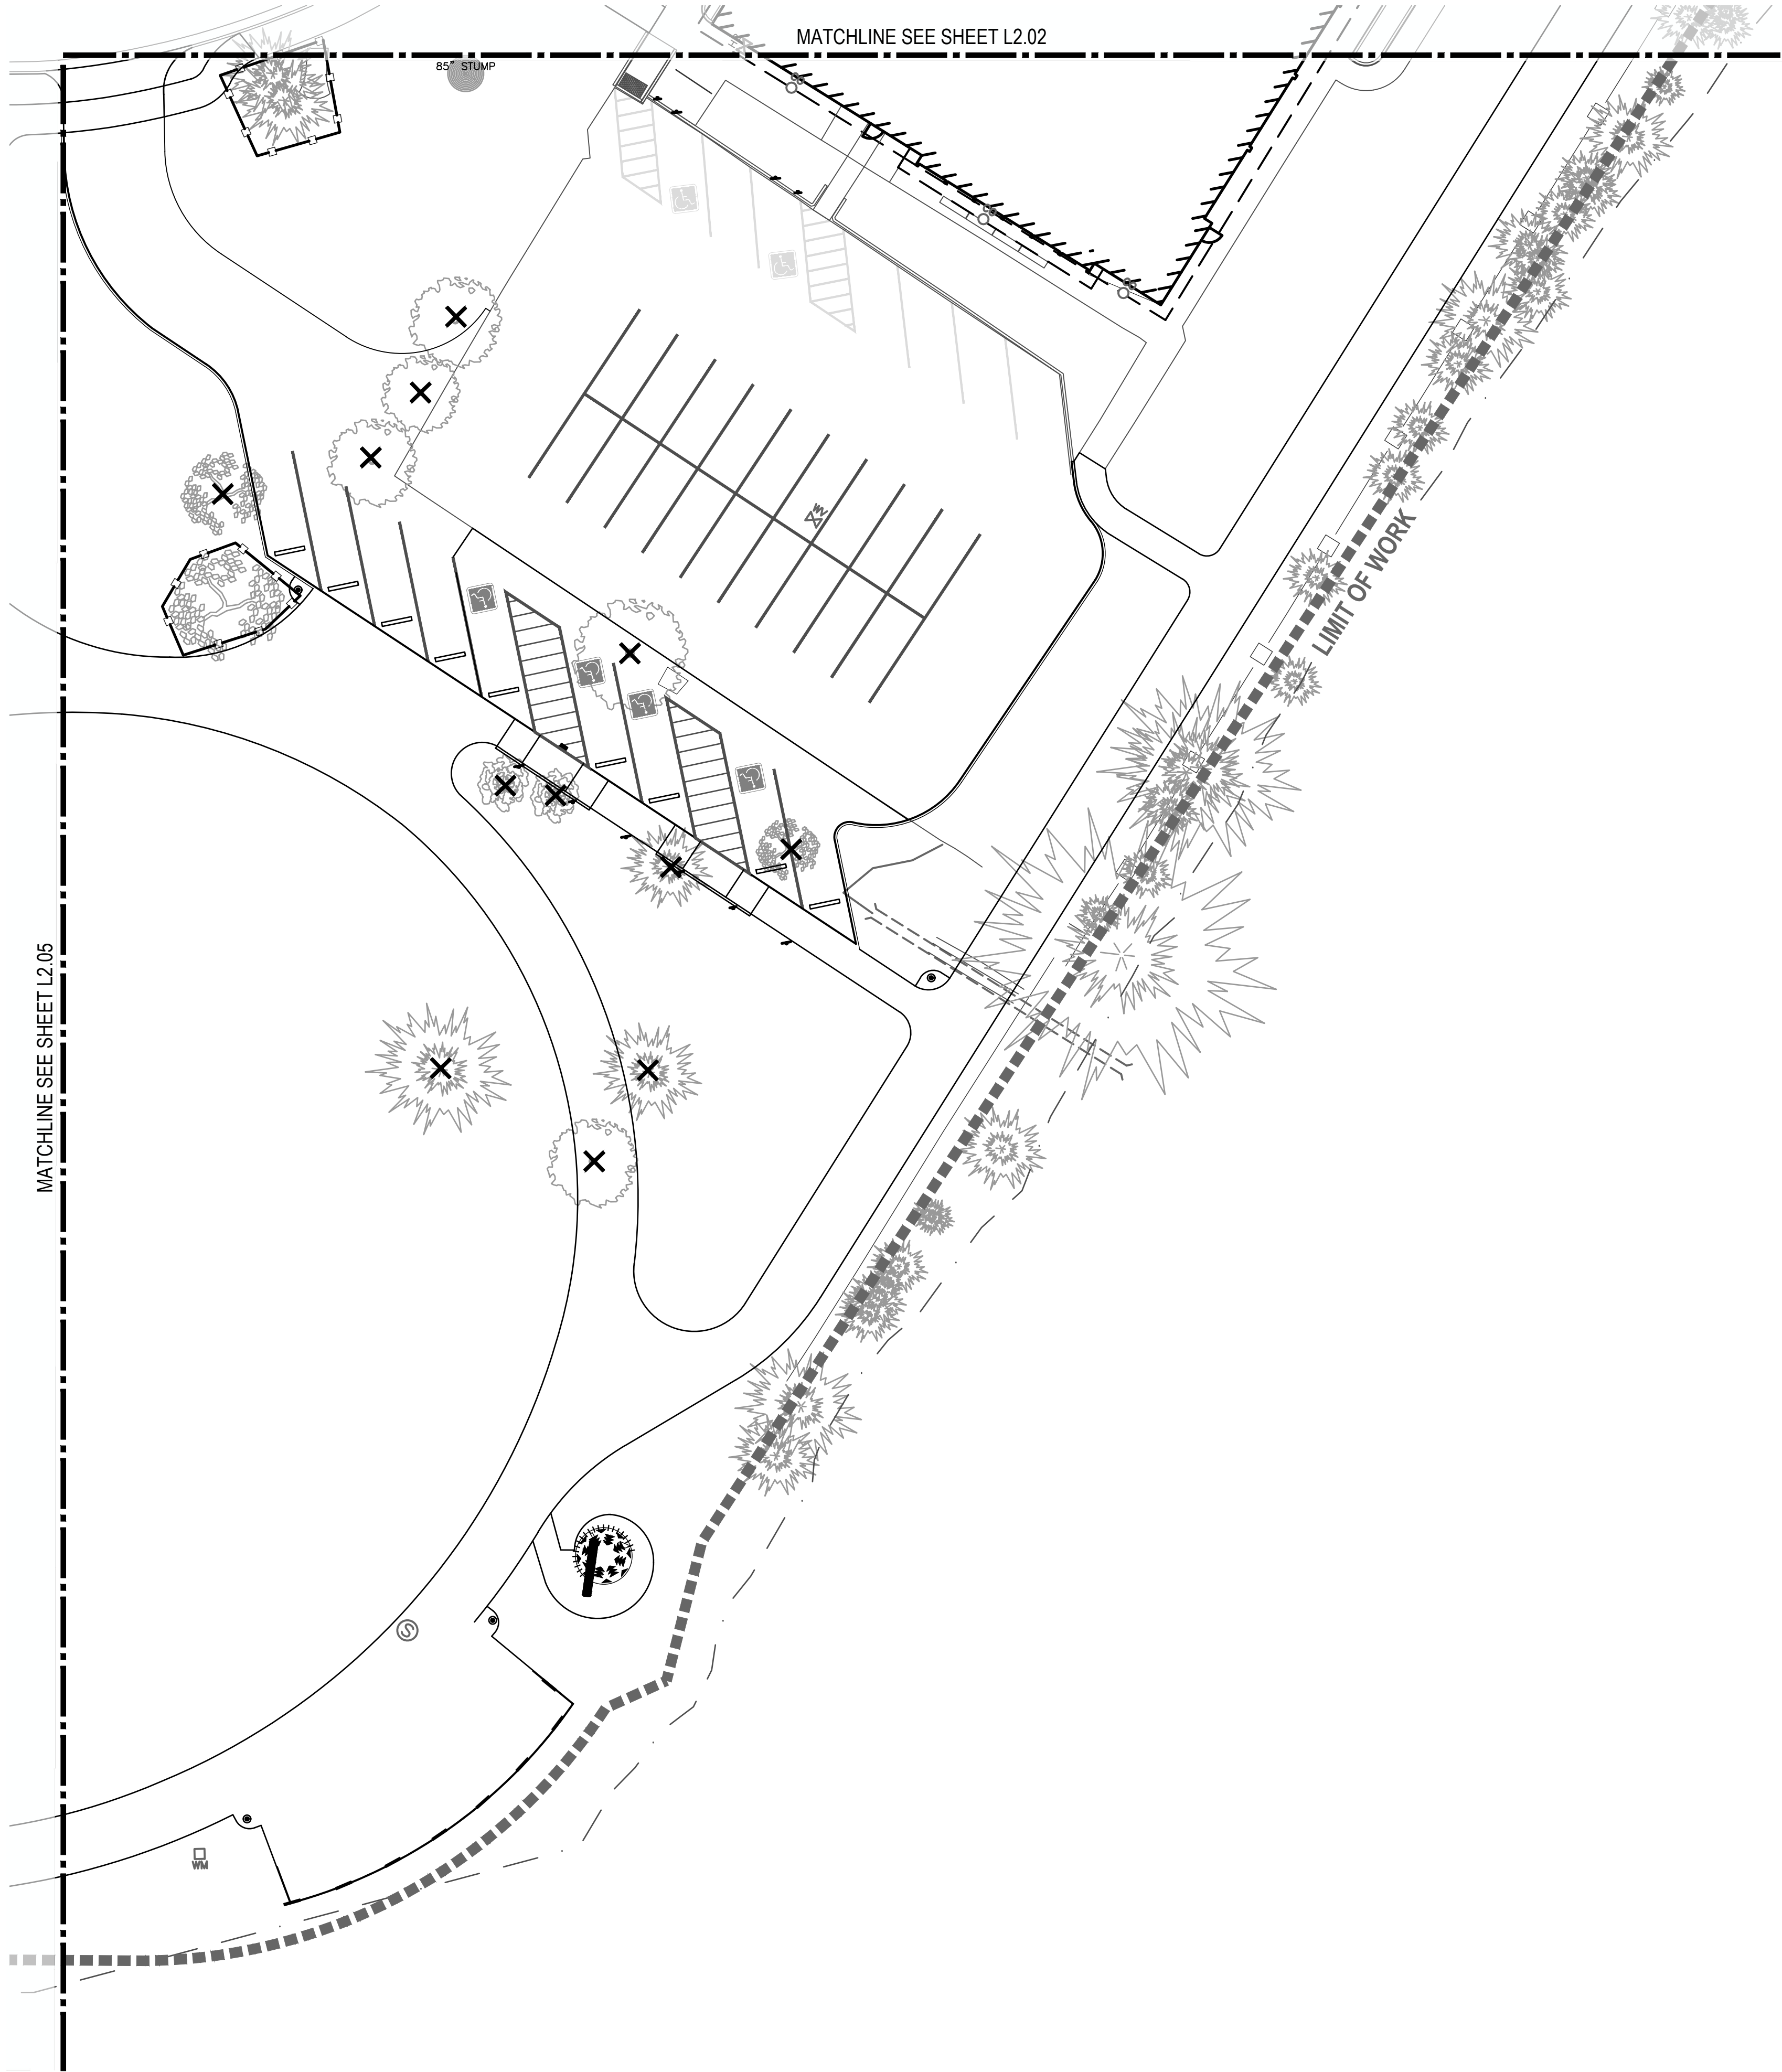 MATCHLINE SEE SHEET L2.02
85" STUMP
LIMIT OF WORK
MATCHLINE SEE SHEET L2.05
S
WM